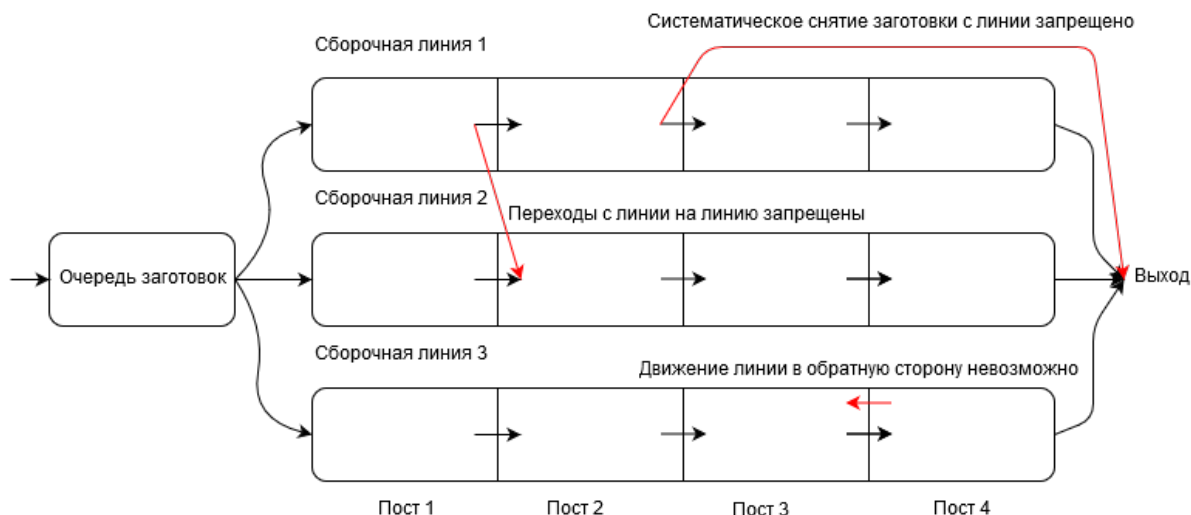 Систематическое снятие заготовки с линии запрещено
Сборочная линия 1
Сборочная линия 2
Переходы с линии на линию запрещены
Очередь заготовок
Выход
Сборочная линия 3
Движение линии в обратную сторону невозможно
Пост 1
Пост 2
Пост 3
Пост 4